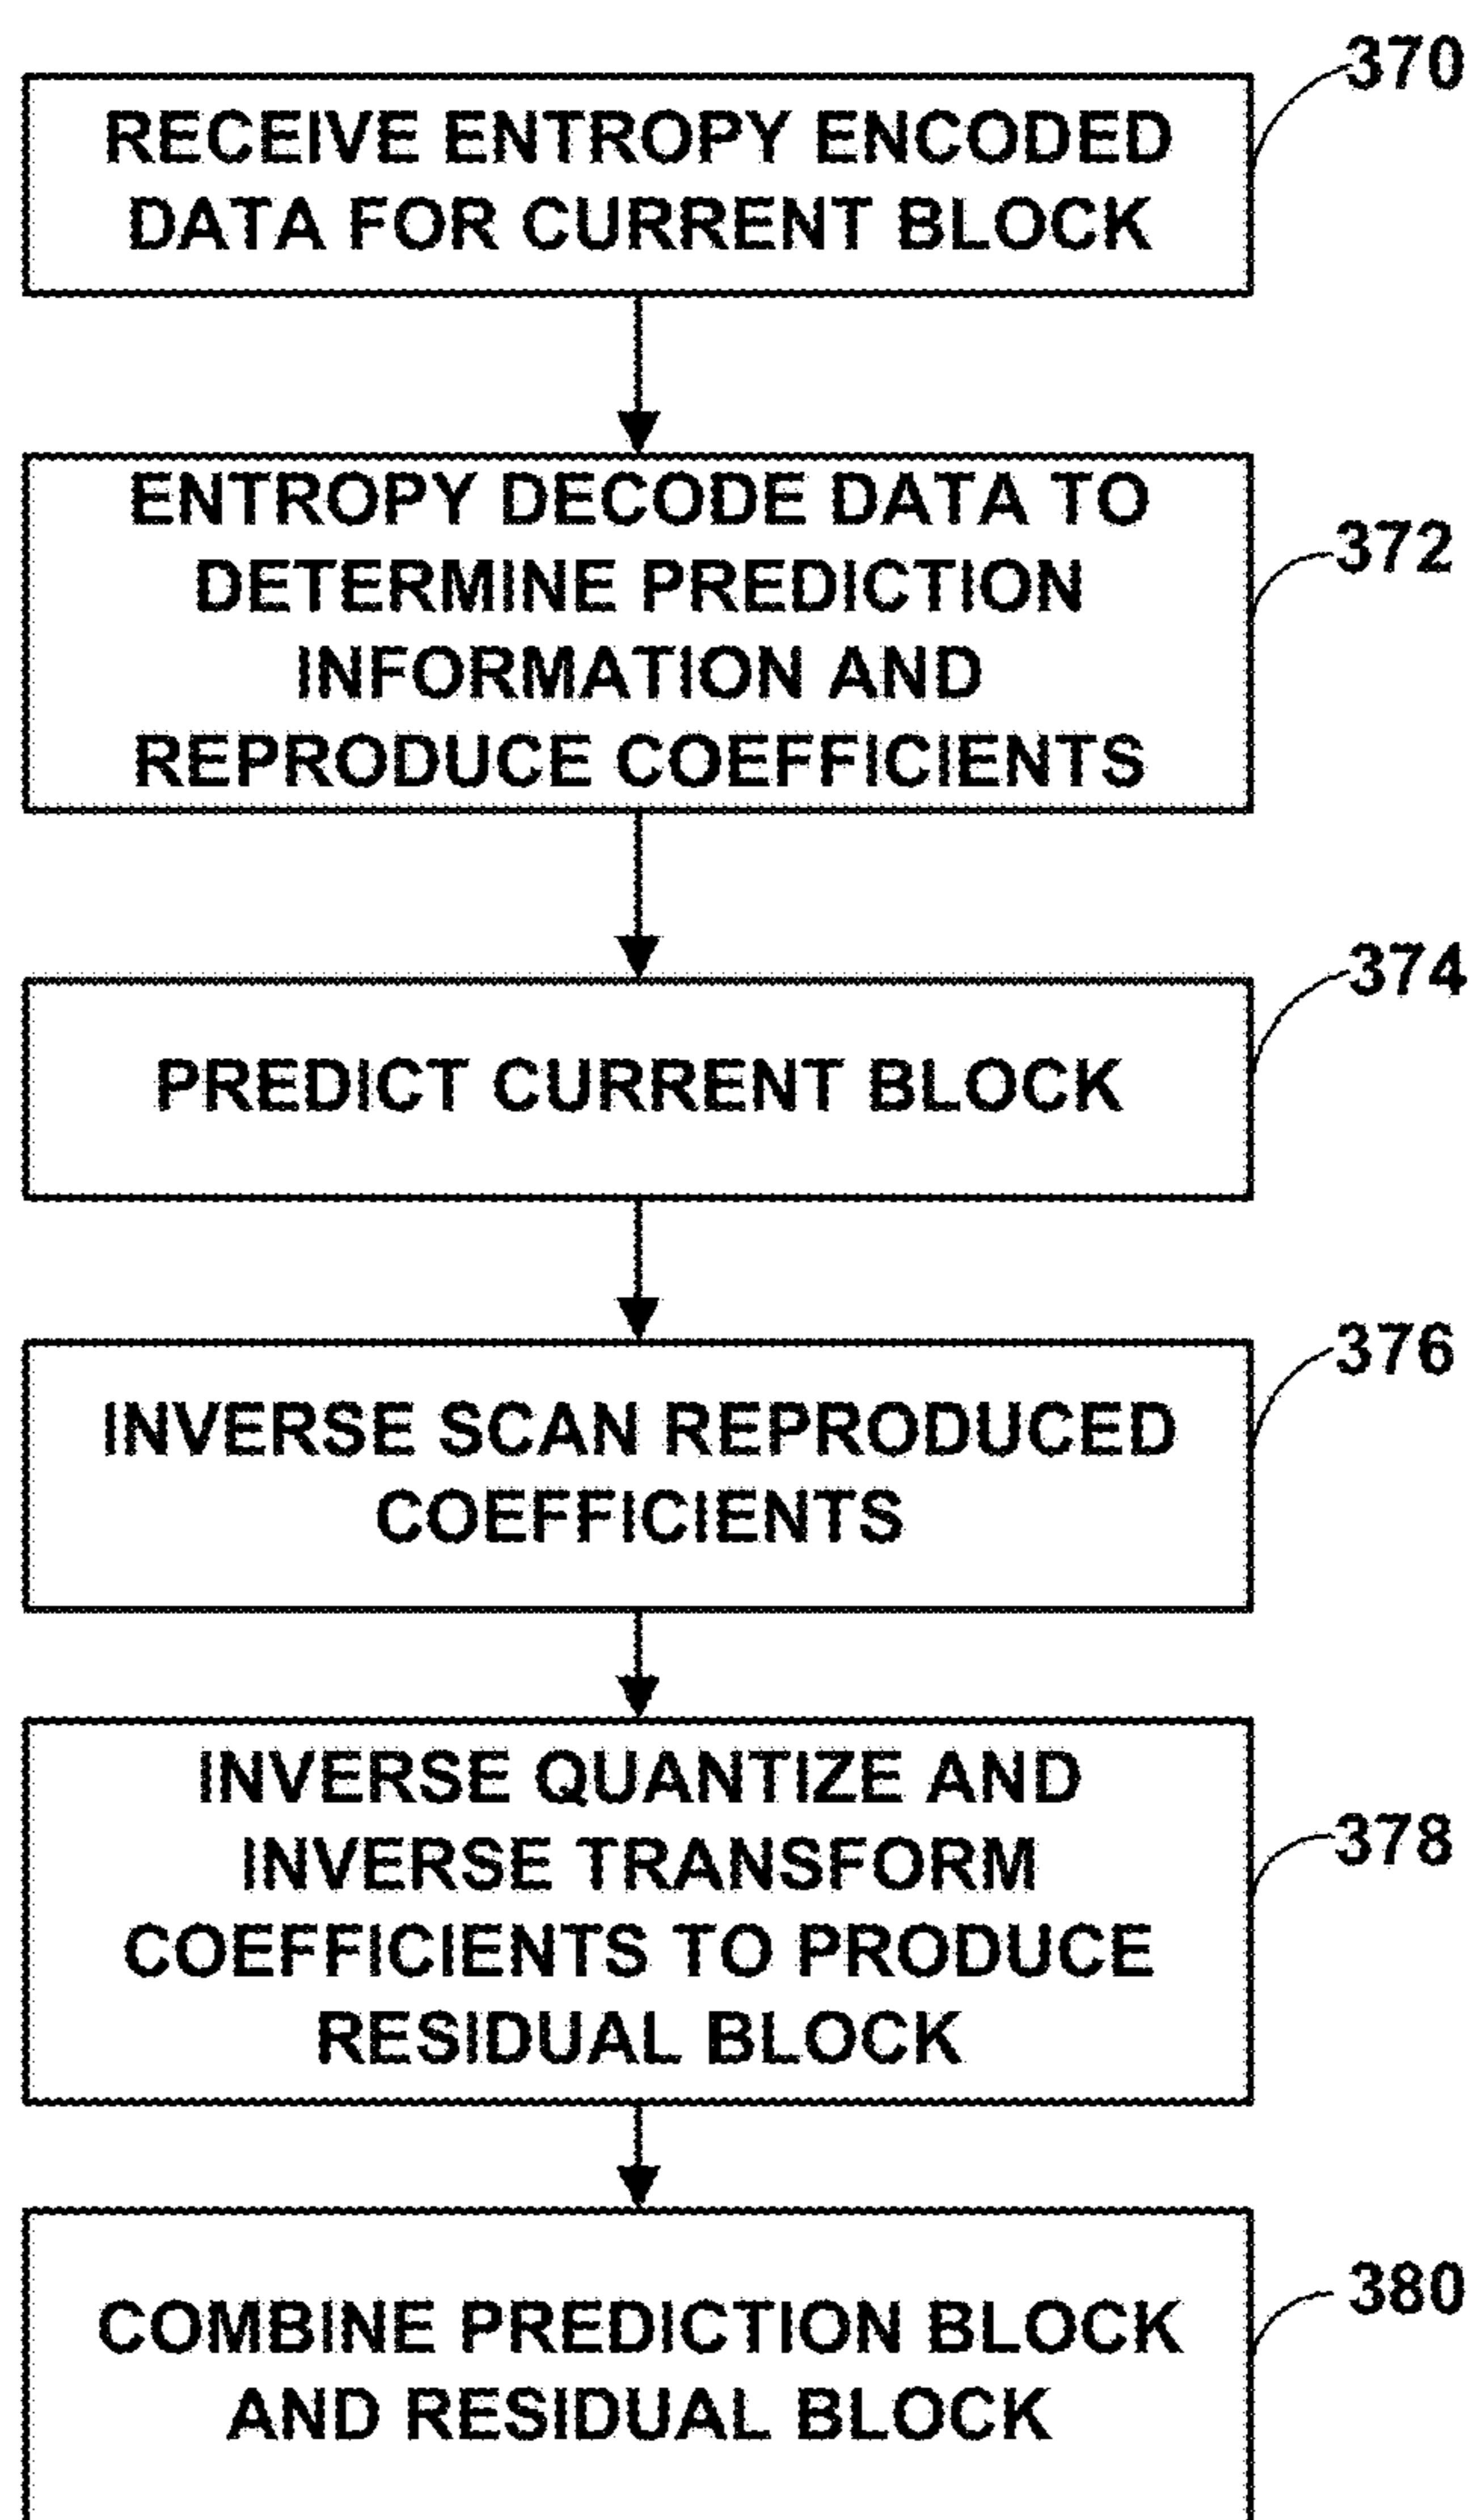 370
RECEIVE ENTROPY ENCODED
DATA FOR CURRENT BLOCK
ENTROPY DECODE DATA TO
DETERMINE PREDICTION
INFORMATION AND
REPRODUCE COEFFICIENTS
372
374
PREDICT CURRENT BLOCK
376
INVERSE SCAN REPRODUCED
COEFFICIENTS
INVERSE QUANTIZE AND
INVERSE TRANSFORM
COEFFICIENTS TO PRODUCE
RESIDUAL BLOCK
378
380
COMBINE PREDICTION BLOCK
AND RESIDUAL BLOCK